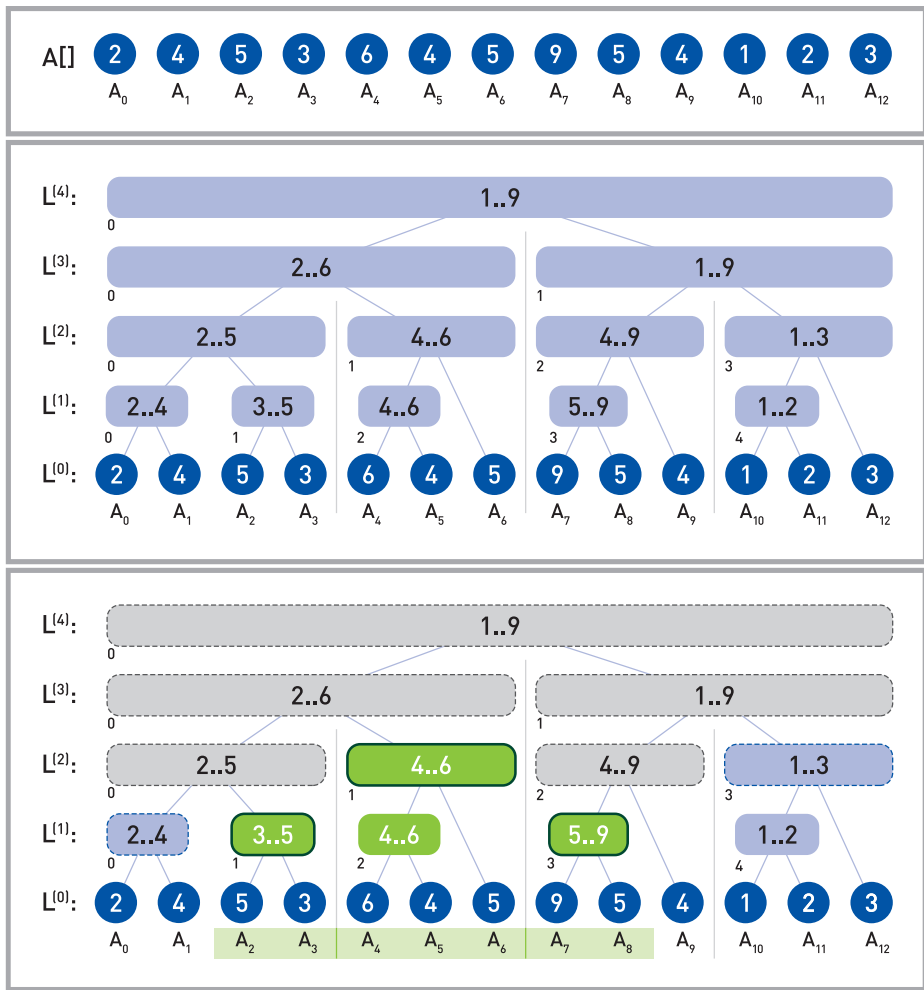 A[] 2 4 5 3 6 4 5 9 5 4 1 2 3
A₀ A₁ A₂ A₃ A₄ A₅ A₆ A₇ A₈ A₉ A₁₀ A₁₁ A₁₂
L⁽⁴⁾: 1..9
0
L⁽³⁾: 2..6 1..9
0 1
L⁽²⁾: 2..5 4..6 4..9 1..3
0 1 2 3
L⁽¹⁾: 2..4 3..5 4..6 5..9 1..2
0 1 2 3 4
L⁽⁰⁾: 2 4 5 3 6 4 5 9 5 4 1 2 3
A₀ A₁ A₂ A₃ A₄ A₅ A₆ A₇ A₈ A₉ A₁₀ A₁₁ A₁₂
L⁽⁴⁾: 1..9
0
L⁽³⁾: 2..6 1..9
0 1
L⁽²⁾: 2..5 4..6 4..9 1..3
0 1 2 3
L⁽¹⁾: 2..4 3..5 4..6 5..9 1..2
0 1 2 3 4
L⁽⁰⁾: 2 4 5 3 6 4 5 9 5 4 1 2 3
A₀ A₁ A₂ A₃ A₄ A₅ A₆ A₇ A₈ A₉ A₁₀ A₁₁ A₁₂